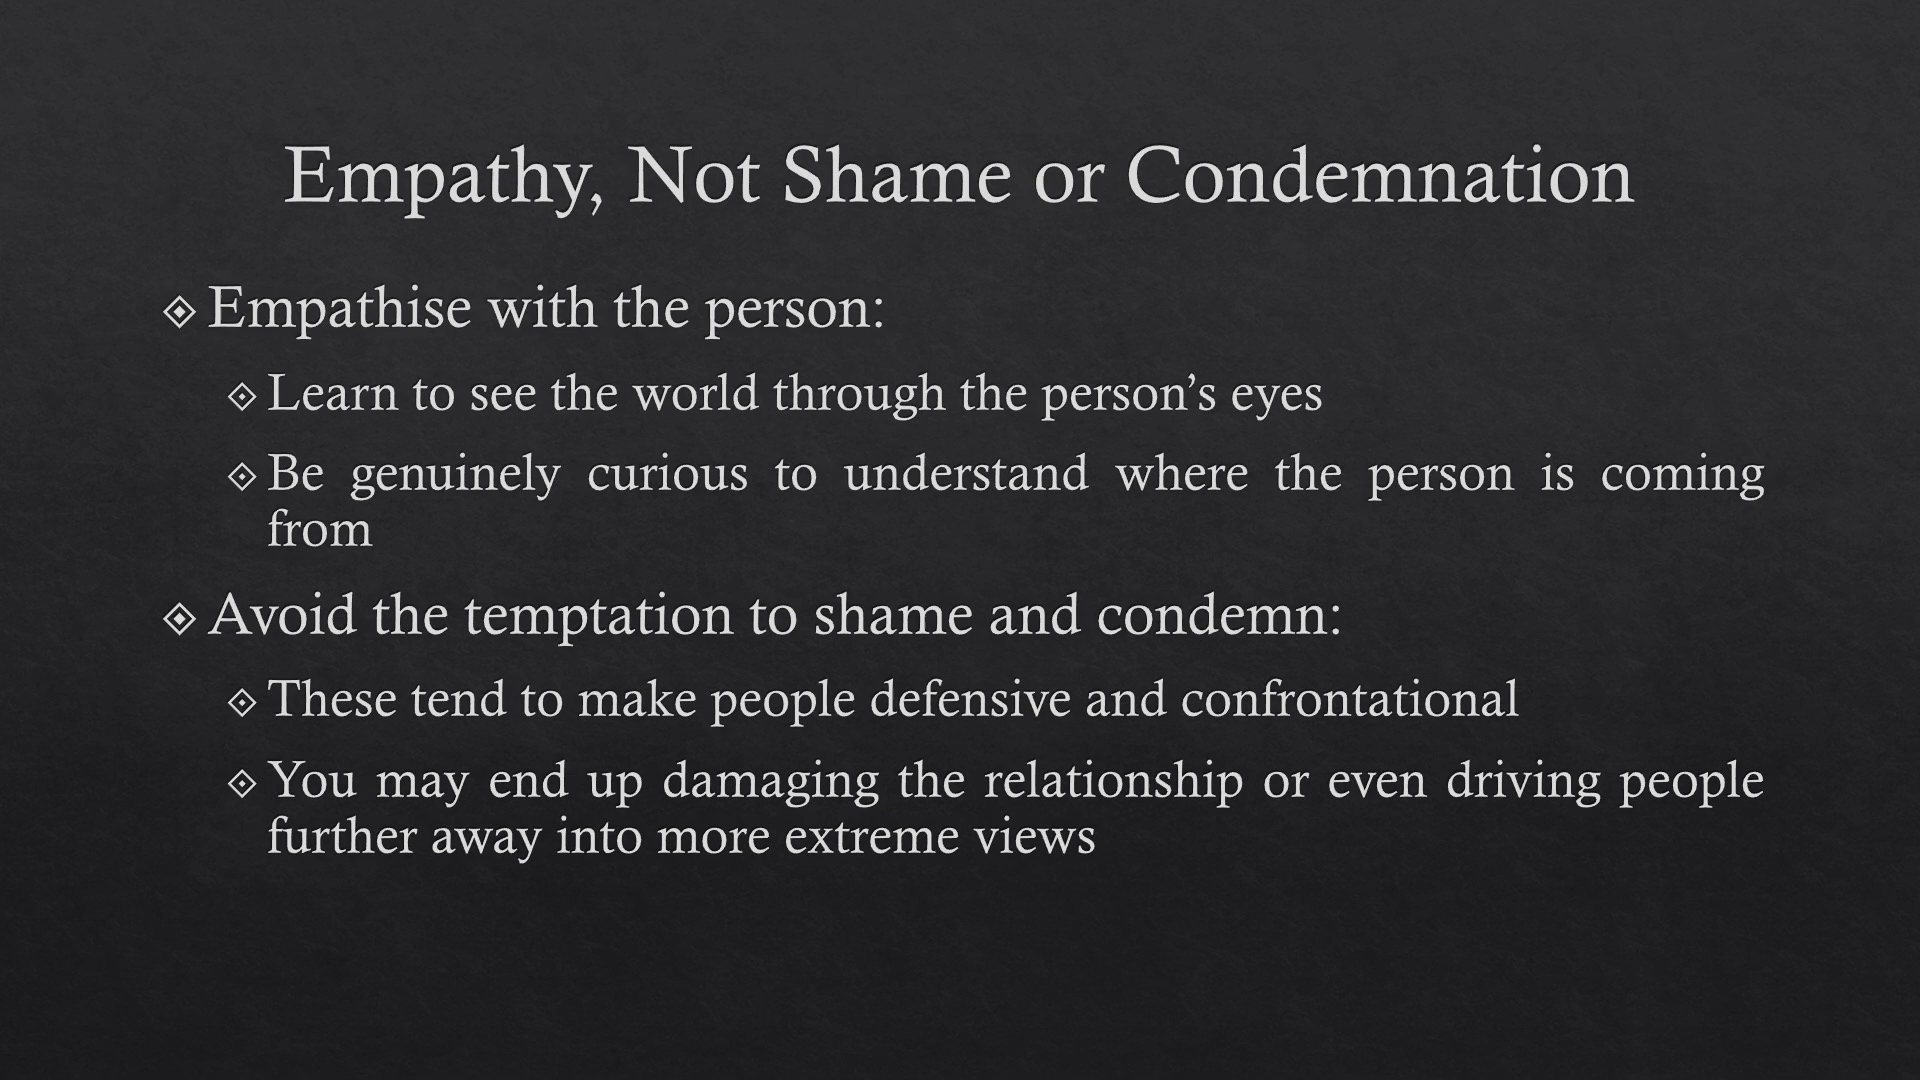 Empathy, Not Shame or Condemnation
Empathise with the person:
Learn to see the world through the person’s eyes
Be genuinely curious to understand where the person is coming
from
Avoid the temptation to shame and condemn:
These tend to make people defensive and confrontational
You may end up damaging the relationship or even driving people
further away into more extreme views